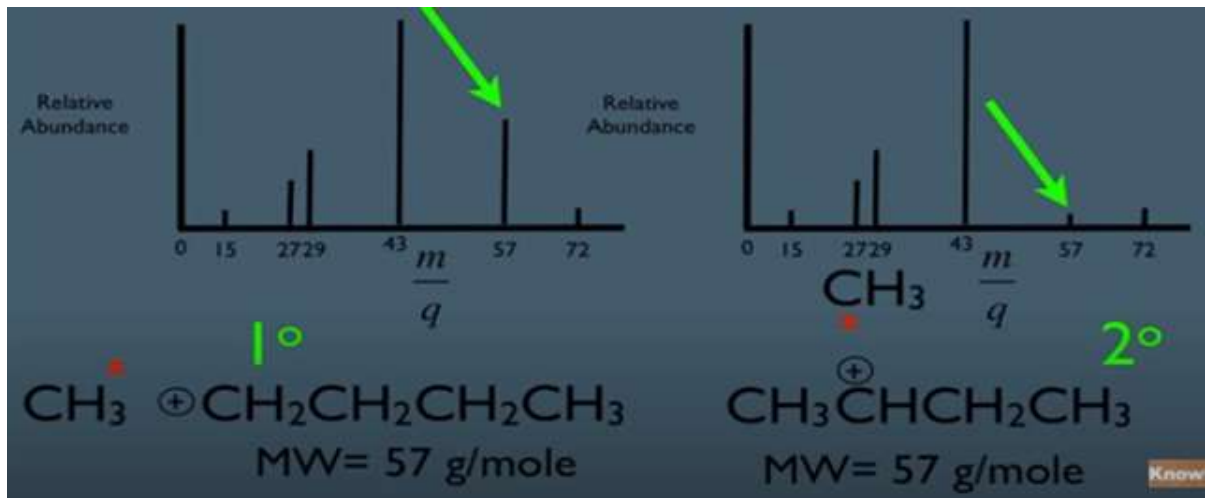 Relative
Abundance
0 15 27 29 43 57 72
m
q
Relative
Abundance
0 15 27 29 43 57 72
m
q
1°
CH₃• ⊕CH₂CH₂CH₂CH₃
MW= 57 g/mole
CH₃
•
2°
⊕
CH₃CHCH₂CH₃
MW= 57 g/mole
Know